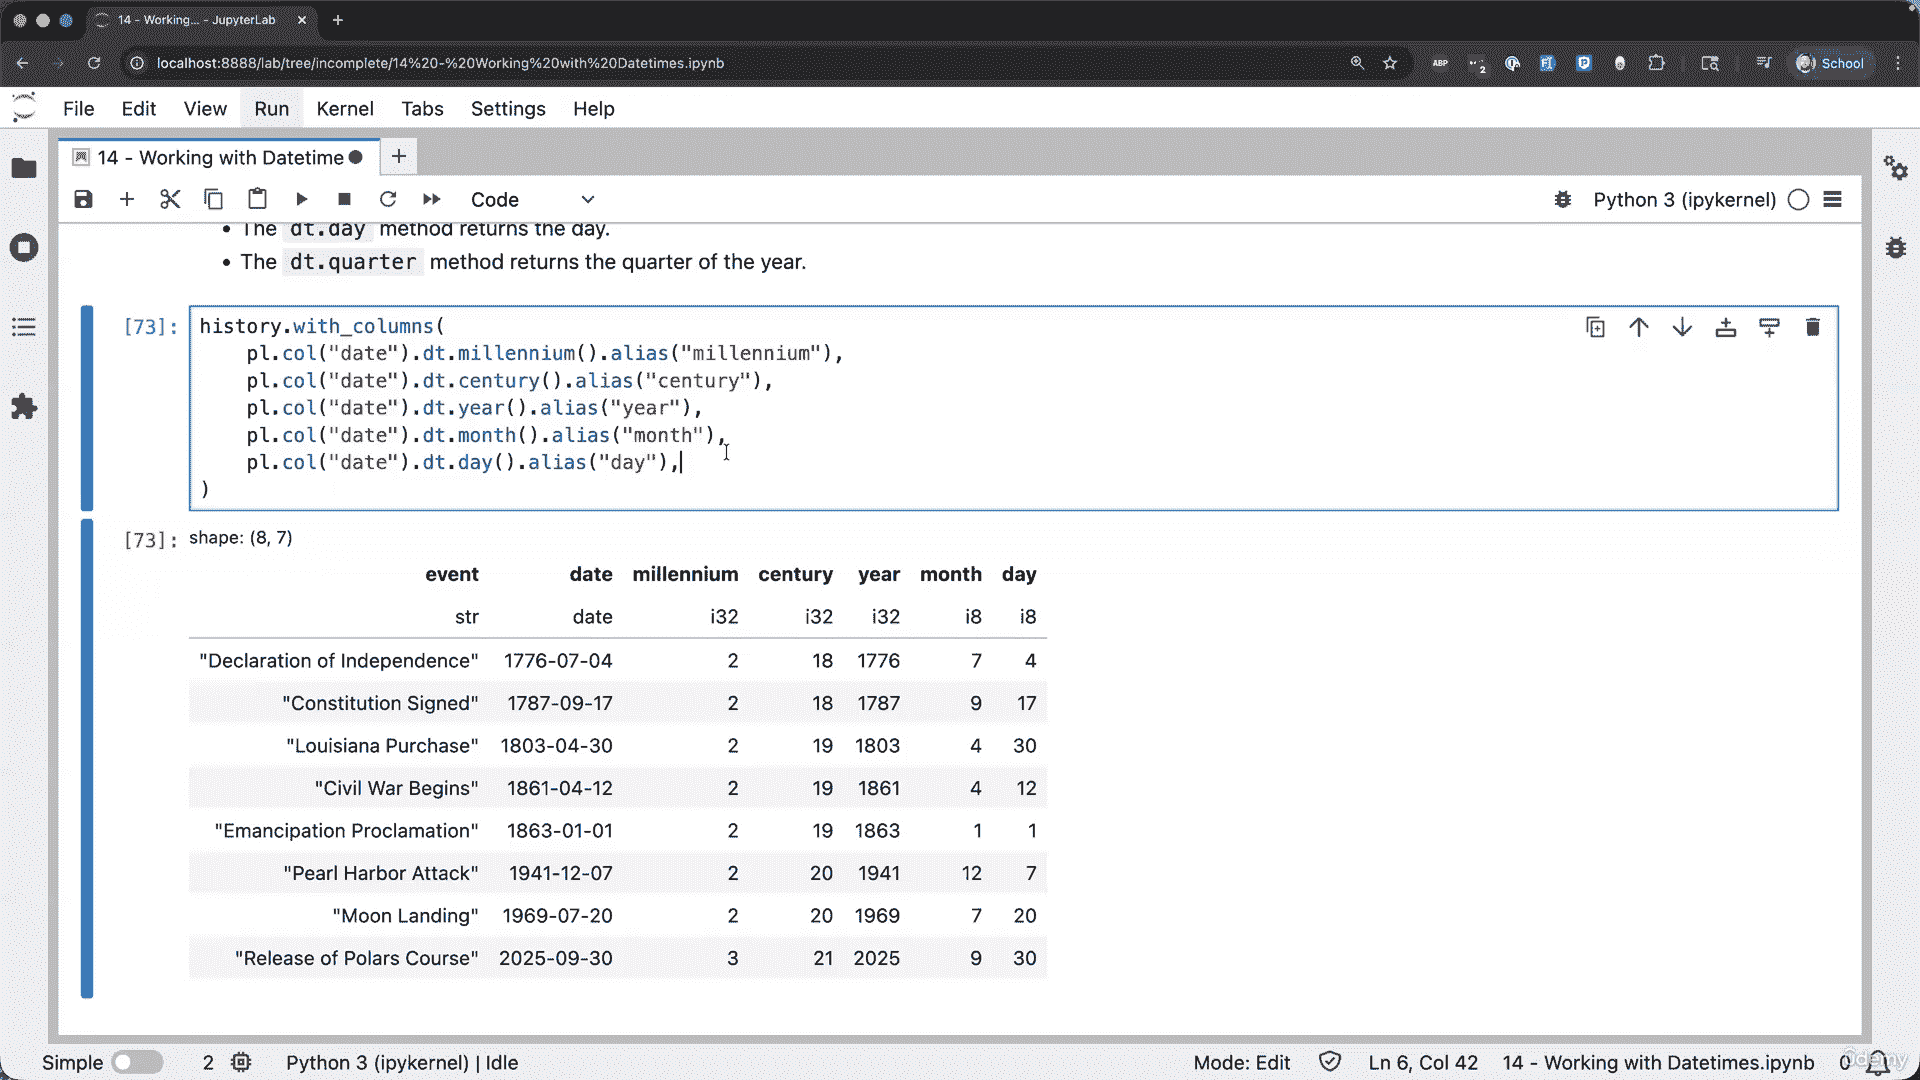 14 - Working... - JupyterLab
localhost:8888/lab/tree/incomplete/14%20-%20Working%20with%20Datetimes.ipynb
ABP
2
School
File Edit View Run Kernel Tabs Settings Help
14 - Working with Datetime
Code
Python 3 (ipykernel)
• The dt.day method returns the day.
• The dt.quarter method returns the quarter of the year.
[73]: history.with_columns(
pl.col("date").dt.millennium().alias("millennium"),
pl.col("date").dt.century().alias("century"),
pl.col("date").dt.year().alias("year"),
pl.col("date").dt.month().alias("month"),
pl.col("date").dt.day().alias("day"),
)
[73]: shape: (8, 7)
event date millennium century year month day
str date i32 i32 i32 i8 i8
"Declaration of Independence" 1776-07-04 2 18 1776 7 4
"Constitution Signed" 1787-09-17 2 18 1787 9 17
"Louisiana Purchase" 1803-04-30 2 19 1803 4 30
"Civil War Begins" 1861-04-12 2 19 1861 4 12
"Emancipation Proclamation" 1863-01-01 2 19 1863 1 1
"Pearl Harbor Attack" 1941-12-07 2 20 1941 12 7
"Moon Landing" 1969-07-20 2 20 1969 7 20
"Release of Polars Course" 2025-09-30 3 21 2025 9 30
Simple 2 Python 3 (ipykernel) | Idle Mode: Edit Ln 6, Col 42 14 - Working with Datetimes.ipynb 0
udemy